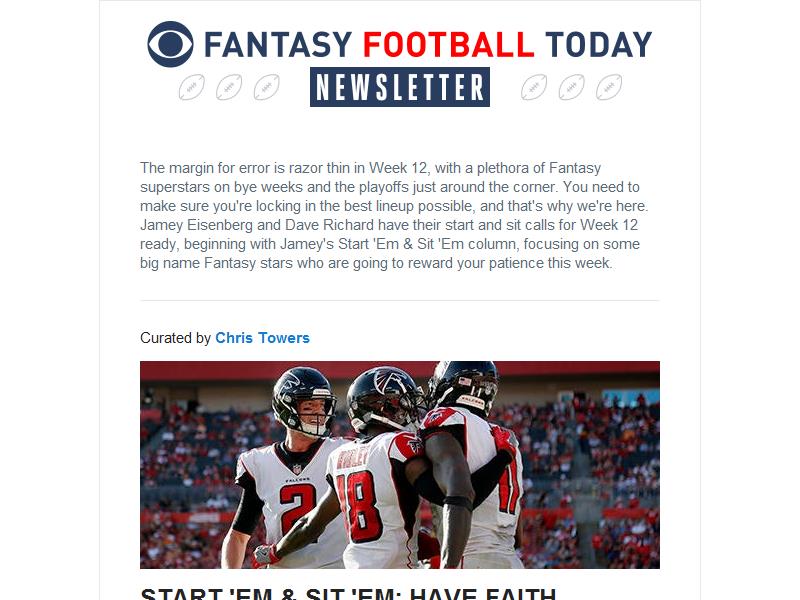 FANTASY FOOTBALL TODAY
NEWSLETTER
The margin for error is razor thin in Week 12, with a plethora of Fantasy
superstars on bye weeks and the playoffs just around the corner. You need to
make sure you're locking in the best lineup possible, and that's why we're here.
Jamey Eisenberg and Dave Richard have their start and sit calls for Week 12
ready, beginning with Jamey's Start 'Em & Sit 'Em column, focusing on some
big name Fantasy stars who are going to reward your patience this week.
Curated by Chris Towers
FALCONS
2
18
11
START 'EM & SIT 'EM: HAVE FAITH